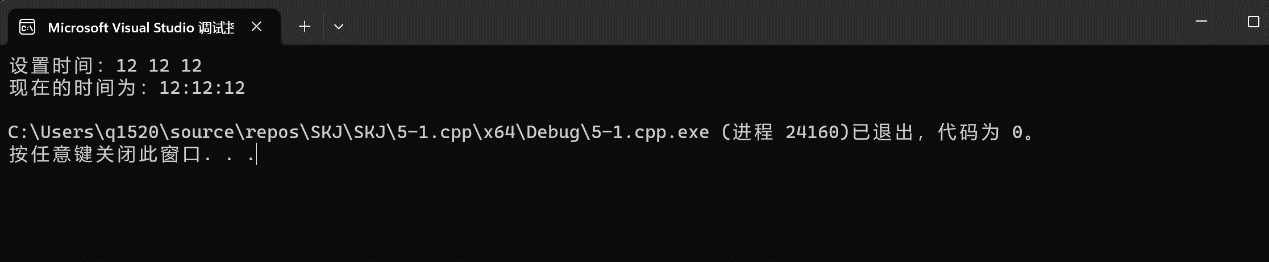 Microsoft Visual Studio 调试
设置时间：12 12 12
现在的时间为：12:12:12
C:\Users\q1520\source\repos\SKJ\SKJ\5-1.cpp\x64\Debug\5-1.cpp.exe (进程 24160)已退出，代码为 0。
按任意键关闭此窗口. . .